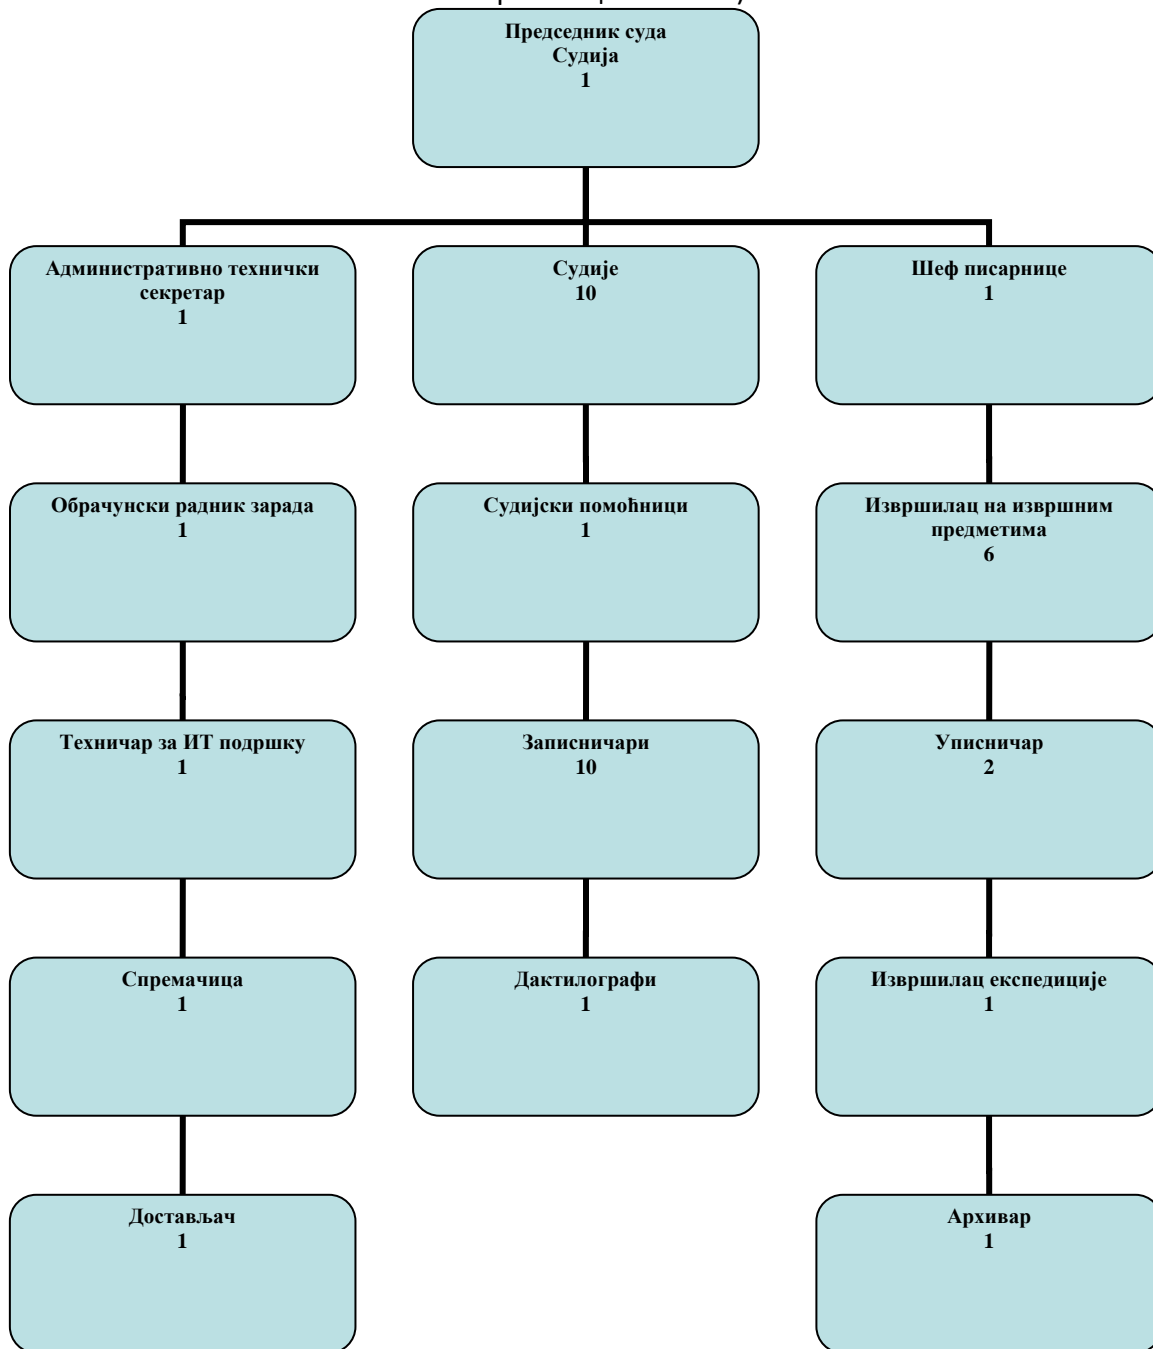 Председник суда
Судија
1
Административно технички
секретар
1
Судије
10
Шеф писарнице
1
Обрачунски радник зарада
1
Судијски помоћници
1
Извршилац на извршним
предметима
6
Техничар за ИТ подршку
1
Записничари
10
Уписничар
2
Спремачица
1
Дактилографи
1
Извршилац експедиције
1
Достављач
1
Архивар
1